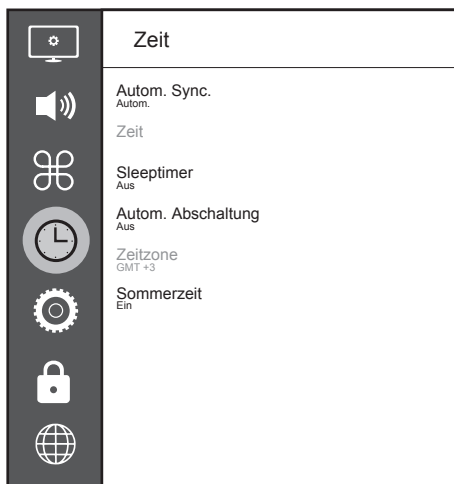 Zeit
Autom. Sync.
Autom.
Zeit
Sleeptimer
Aus
Autom. Abschaltung
Aus
Zeitzone
GMT +3
Sommerzeit
Ein